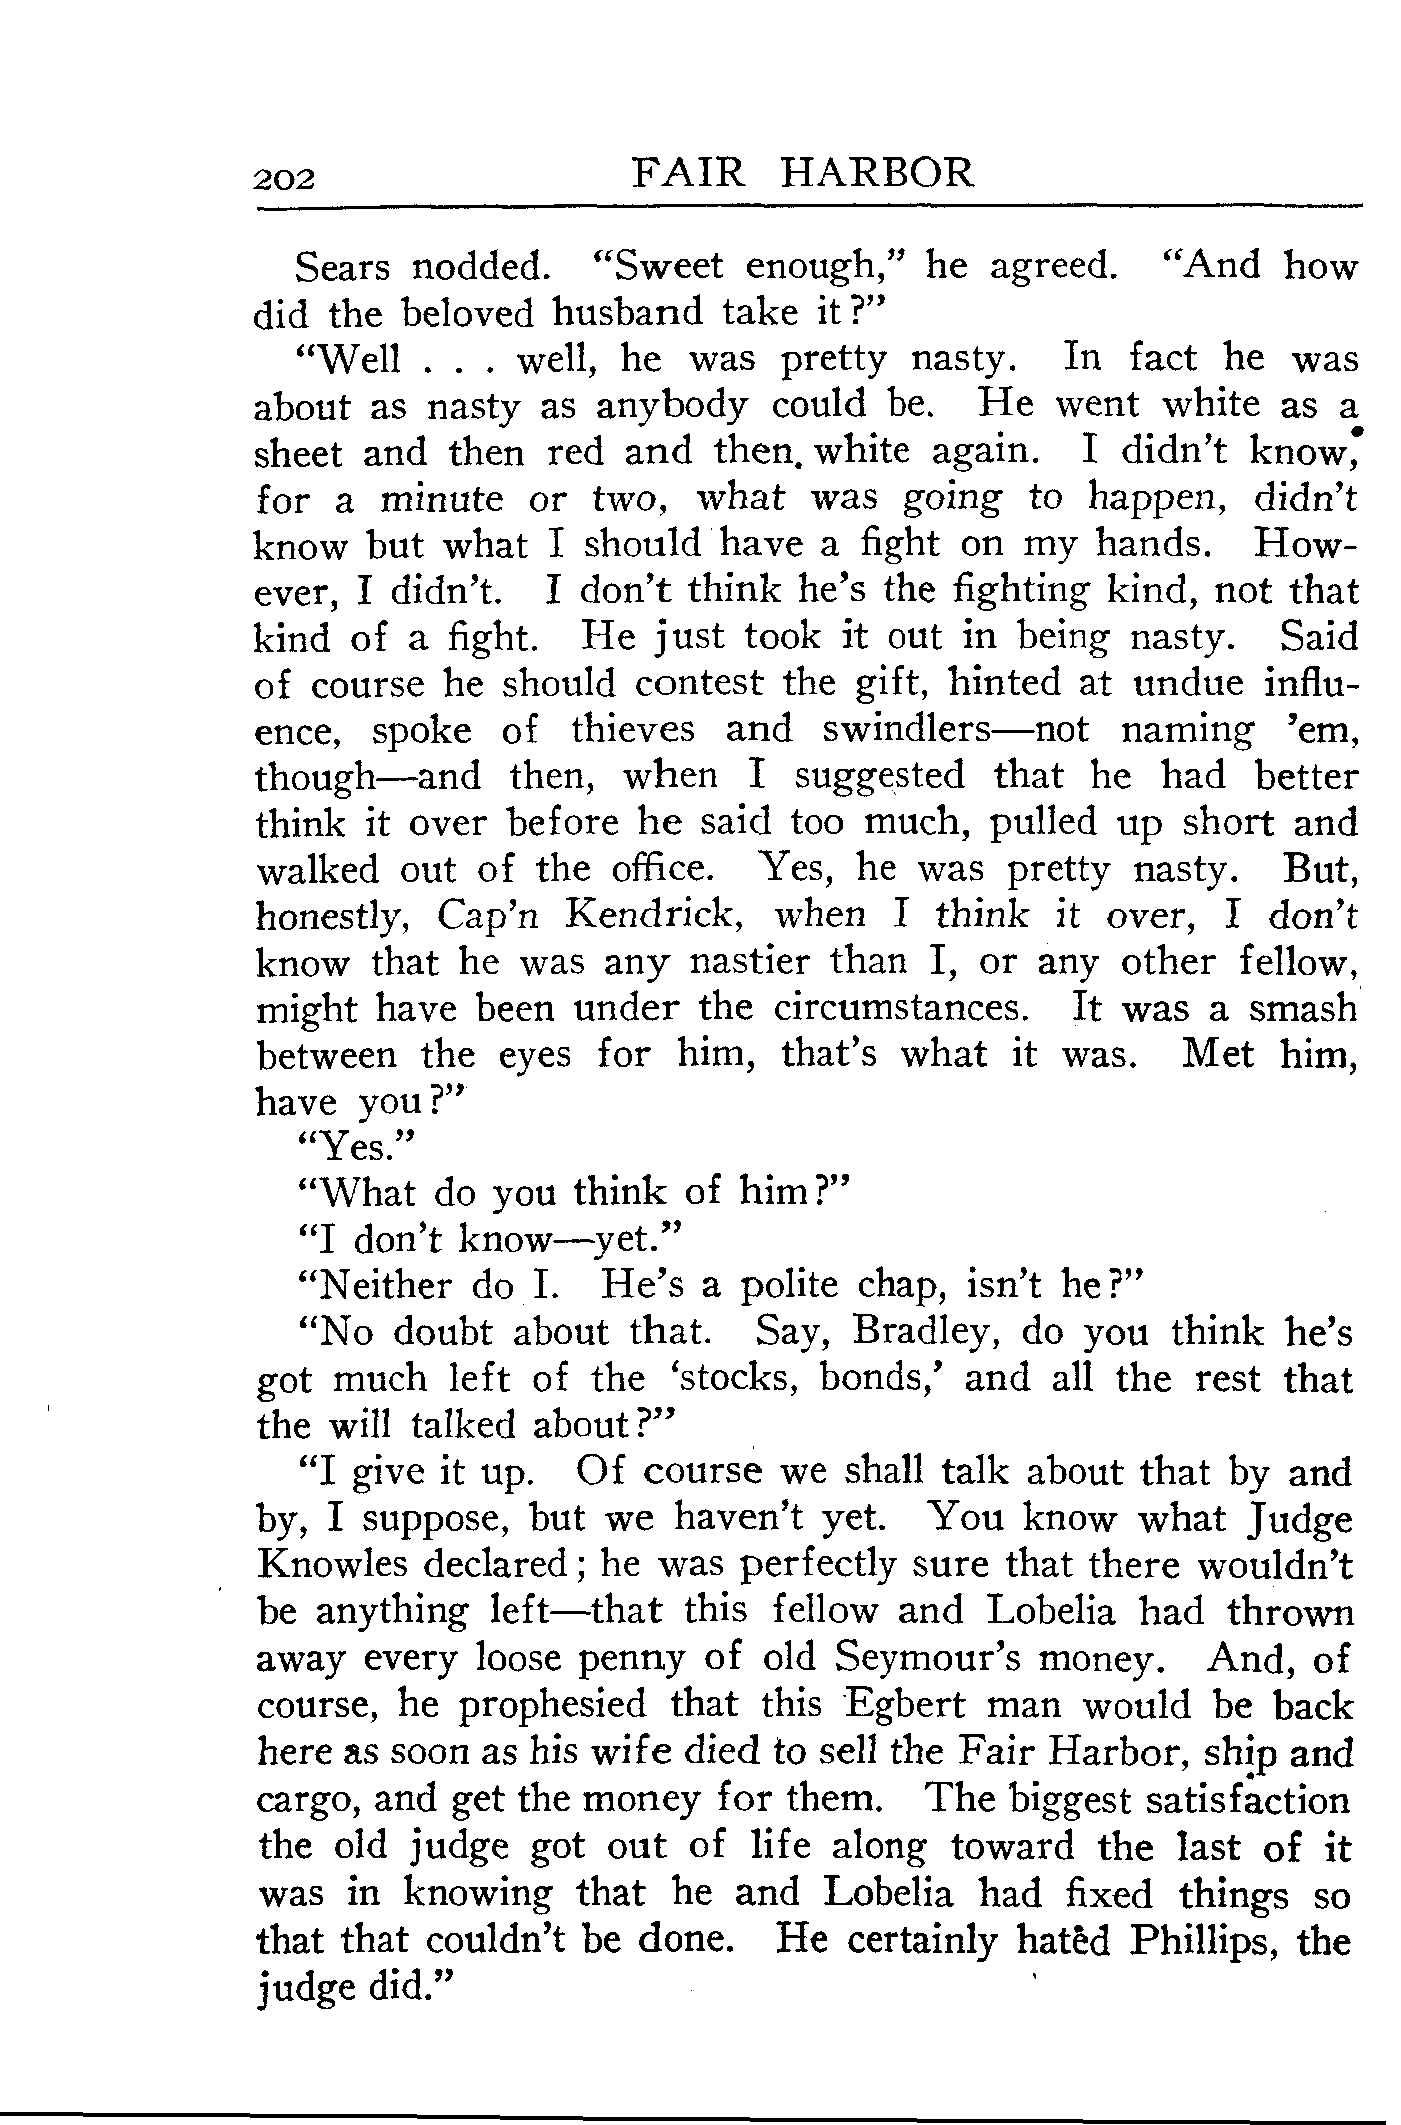 202 FAIR HARBOR
Sears nodded. “Sweet enough,” he agreed. “And how
did the beloved husband take it?”
“Well . . . well, he was pretty nasty. In fact he was
about as nasty as anybody could be. He went white as a
sheet and then red and then white again. I didn’t know,
for a minute or two, what was going to happen, didn’t
know but what I should have a fight on my hands. How-
ever, I didn’t. I don’t think he’s the fighting kind, not that
kind of a fight. He just took it out in being nasty. Said
of course he should contest the gift, hinted at undue influ-
ence, spoke of thieves and swindlers—not naming ’em,
though—and then, when I suggested that he had better
think it over before he said too much, pulled up short and
walked out of the office. Yes, he was pretty nasty. But,
honestly, Cap’n Kendrick, when I think it over, I don’t
know that he was any nastier than I, or any other fellow,
might have been under the circumstances. It was a smash
between the eyes for him, that’s what it was. Met him,
have you?”
“Yes.”
“What do you think of him?”
“I don’t know—yet.”
“Neither do I. He’s a polite chap, isn’t he?”
“No doubt about that. Say, Bradley, do you think he’s
got much left of the ‘stocks, bonds,’ and all the rest that
the will talked about?”
“I give it up. Of course we shall talk about that by and
by, I suppose, but we haven’t yet. You know what Judge
Knowles declared; he was perfectly sure that there wouldn’t
be anything left—that this fellow and Lobelia had thrown
away every loose penny of old Seymour’s money. And, of
course, he prophesied that this Egbert man would be back
here as soon as his wife died to sell the Fair Harbor, ship and
cargo, and get the money for them. The biggest satisfaction
the old judge got out of life along toward the last of it
was in knowing that he and Lobelia had fixed things so
that that couldn’t be done. He certainly hated Phillips, the
judge did.”